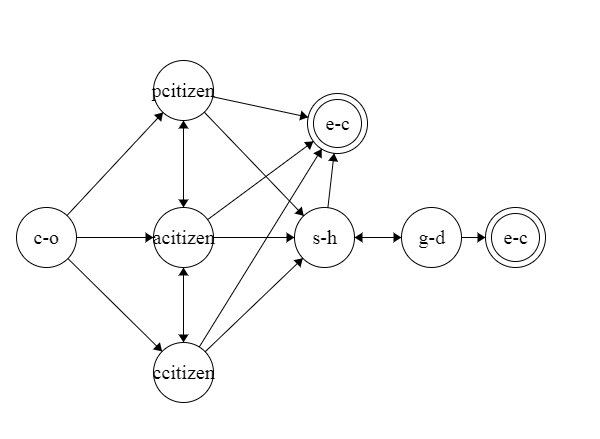 pcitizen
e-c
c-o
acitizen
s-h
g-d
e-c
ccitizen